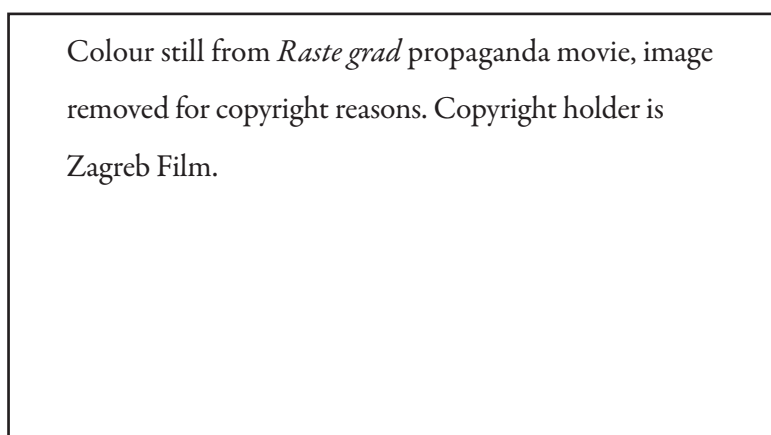 Colour still from Raste grad propaganda movie, image
removed for copyright reasons. Copyright holder is
Zagreb Film.